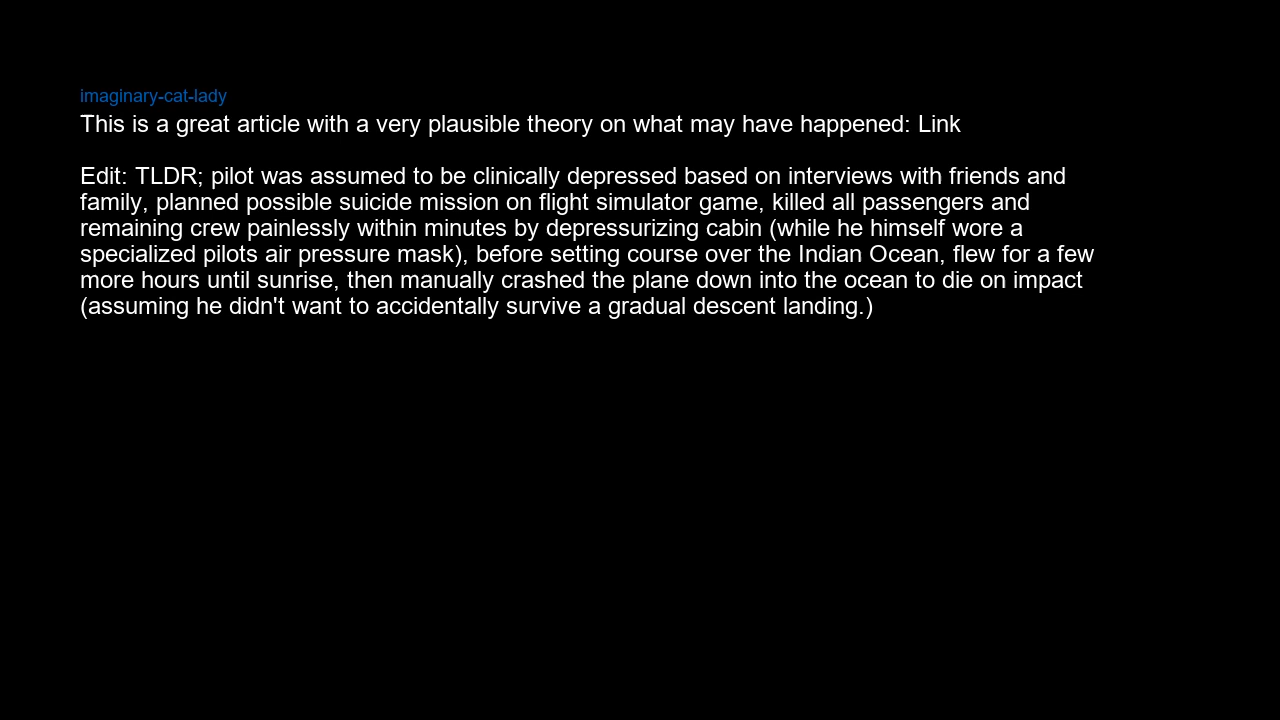 imaginary-cat-lady
This is a great article with a very plausible theory on what may have happened: Link
Edit: TLDR; pilot was assumed to be clinically depressed based on interviews with friends and
family, planned possible suicide mission on flight simulator game, killed all passengers and
remaining crew painlessly within minutes by depressurizing cabin (while he himself wore a
specialized pilots air pressure mask), before setting course over the Indian Ocean, flew for a few
more hours until sunrise, then manually crashed the plane down into the ocean to die on impact
(assuming he didn't want to accidentally survive a gradual descent landing.)